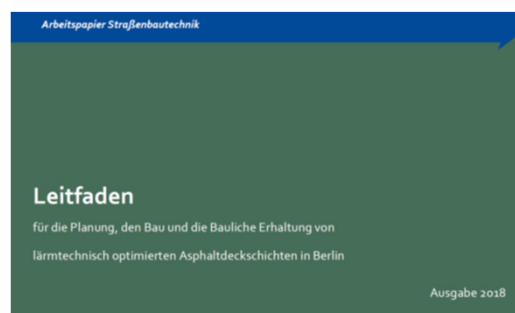 Arbeitspapier Straßenbautechnik
Leitfaden
für die Planung, den Bau und die Bauliche Erhaltung von
lärmtechnisch optimierten Asphaltdeckschichten in Berlin
Ausgabe 2018